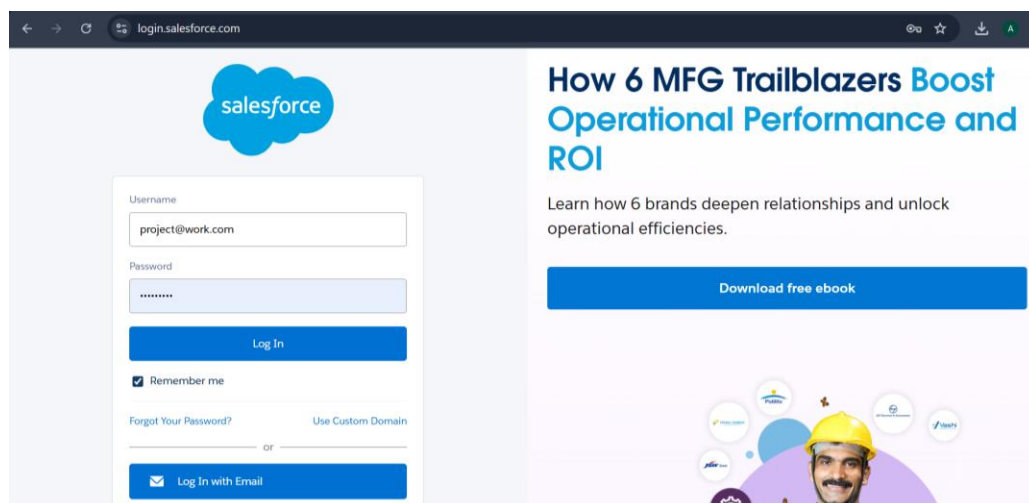 login.salesforce.com
A
salesforce
Username
project@work.com
Password
•••••••••
Log In
Remember me
Forgot Your Password?
Use Custom Domain
or
Log In with Email
How 6 MFG Trailblazers Boost
Operational Performance and
ROI
Learn how 6 brands deepen relationships and unlock
operational efficiencies.
Download free ebook